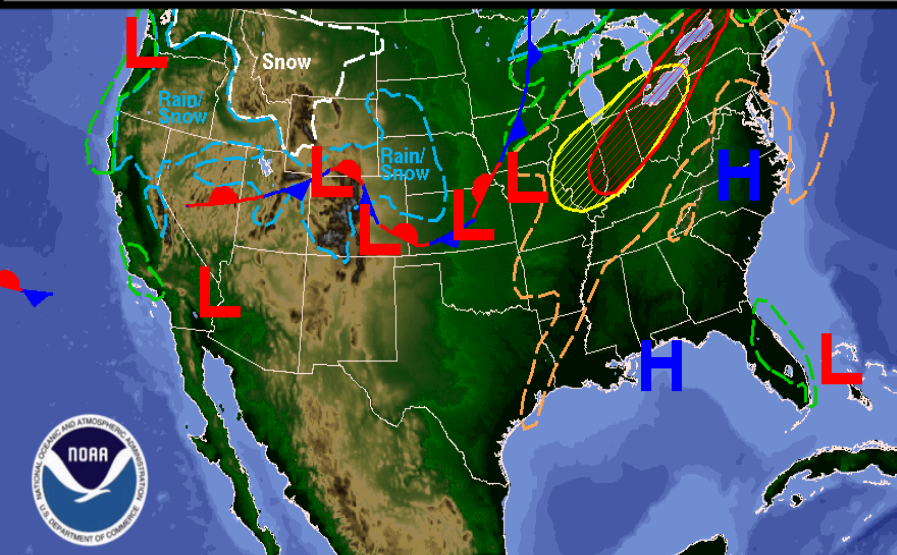 L
Snow
Rain/
Snow
Rain/
Snow
L
L
H
L
L
L
H
L
NOAA
NATIONAL OCEANIC AND ATMOSPHERIC ADMINISTRATION
U.S. DEPARTMENT OF COMMERCE